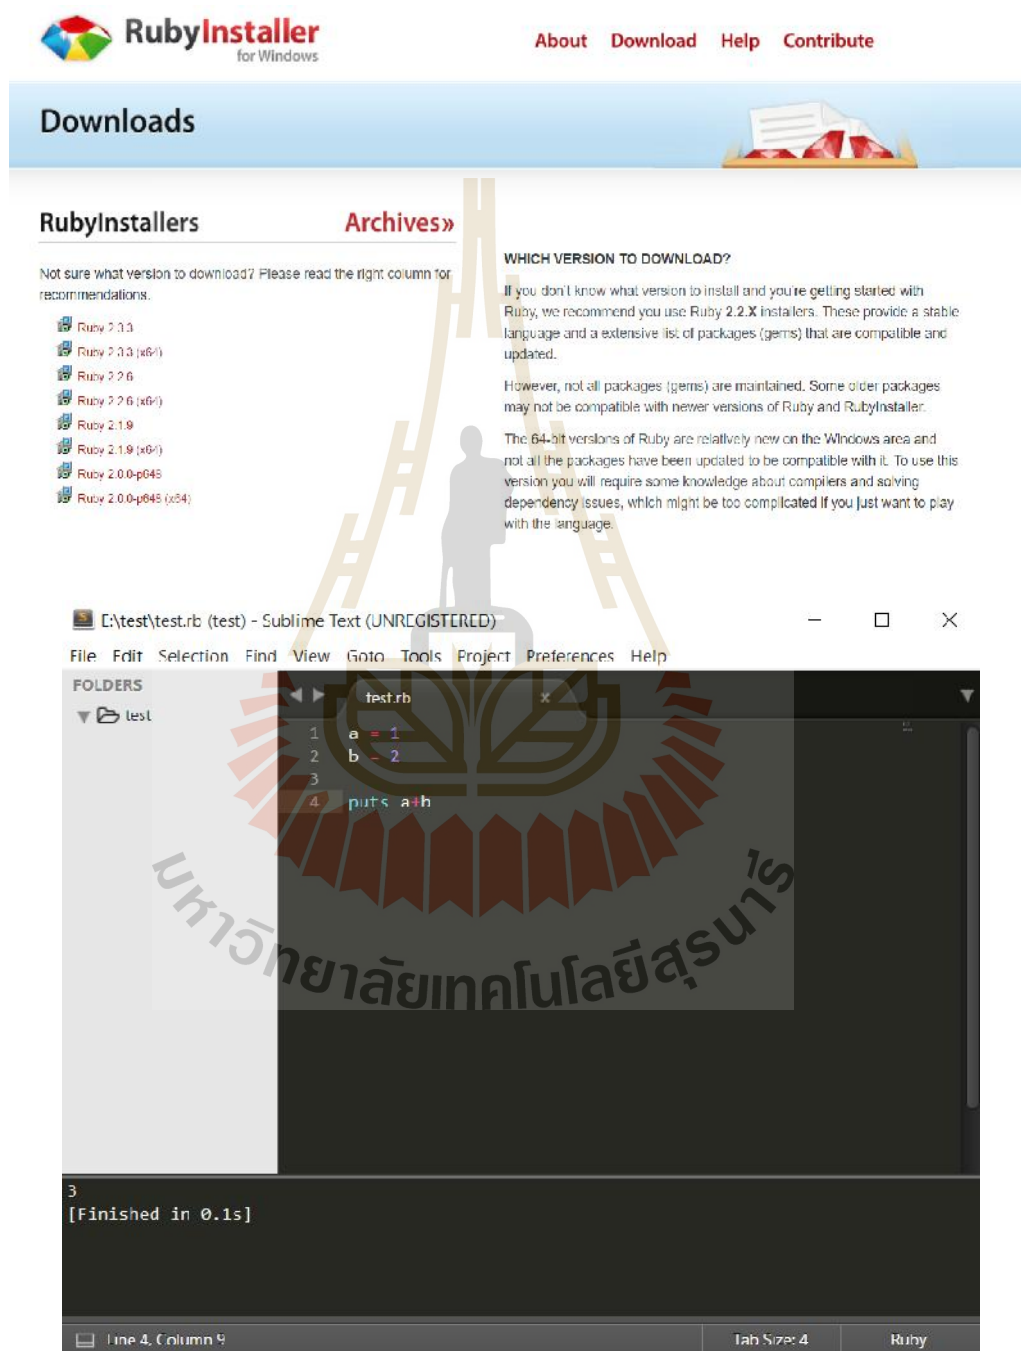 RubyInstaller
for Windows
About Download Help Contribute
Downloads
RubyInstallers Archives»
Not sure what version to download? Please read the right column for
recommendations.
Ruby 2.3.3
Ruby 2.3.3 (x64)
Ruby 2.2.6
Ruby 2.2.6 (x64)
Ruby 2.1.9
Ruby 2.1.9 (x64)
Ruby 2.0.0-p648
Ruby 2.0.0-p648 (x64)
WHICH VERSION TO DOWNLOAD?
If you don't know what version to install and you're getting started with
Ruby, we recommend you use Ruby 2.2.X installers. These provide a stable
language and a extensive list of packages (gems) that are compatible and
updated.
However, not all packages (gems) are maintained. Some older packages
may not be compatible with newer versions of Ruby and RubyInstaller.
The 64-bit versions of Ruby are relatively new on the Windows area and
not all the packages have been updated to be compatible with it. To use this
version you will require some knowledge about compilers and solving
dependency issues, which might be too complicated if you just want to play
with the language.
E:\test\test.rb (test) - Sublime Text (UNREGISTERED)
File Edit Selection Find View Goto Tools Project Preferences Help
FOLDERS
test
test.rb
1 a = 1
2 b = 2
3
4 puts a+b
มหาวิทยาลัยเทคโนโลยีสุรนารี
3
[Finished in 0.1s]
Line 4, Column 9 Tab Size: 4 Ruby